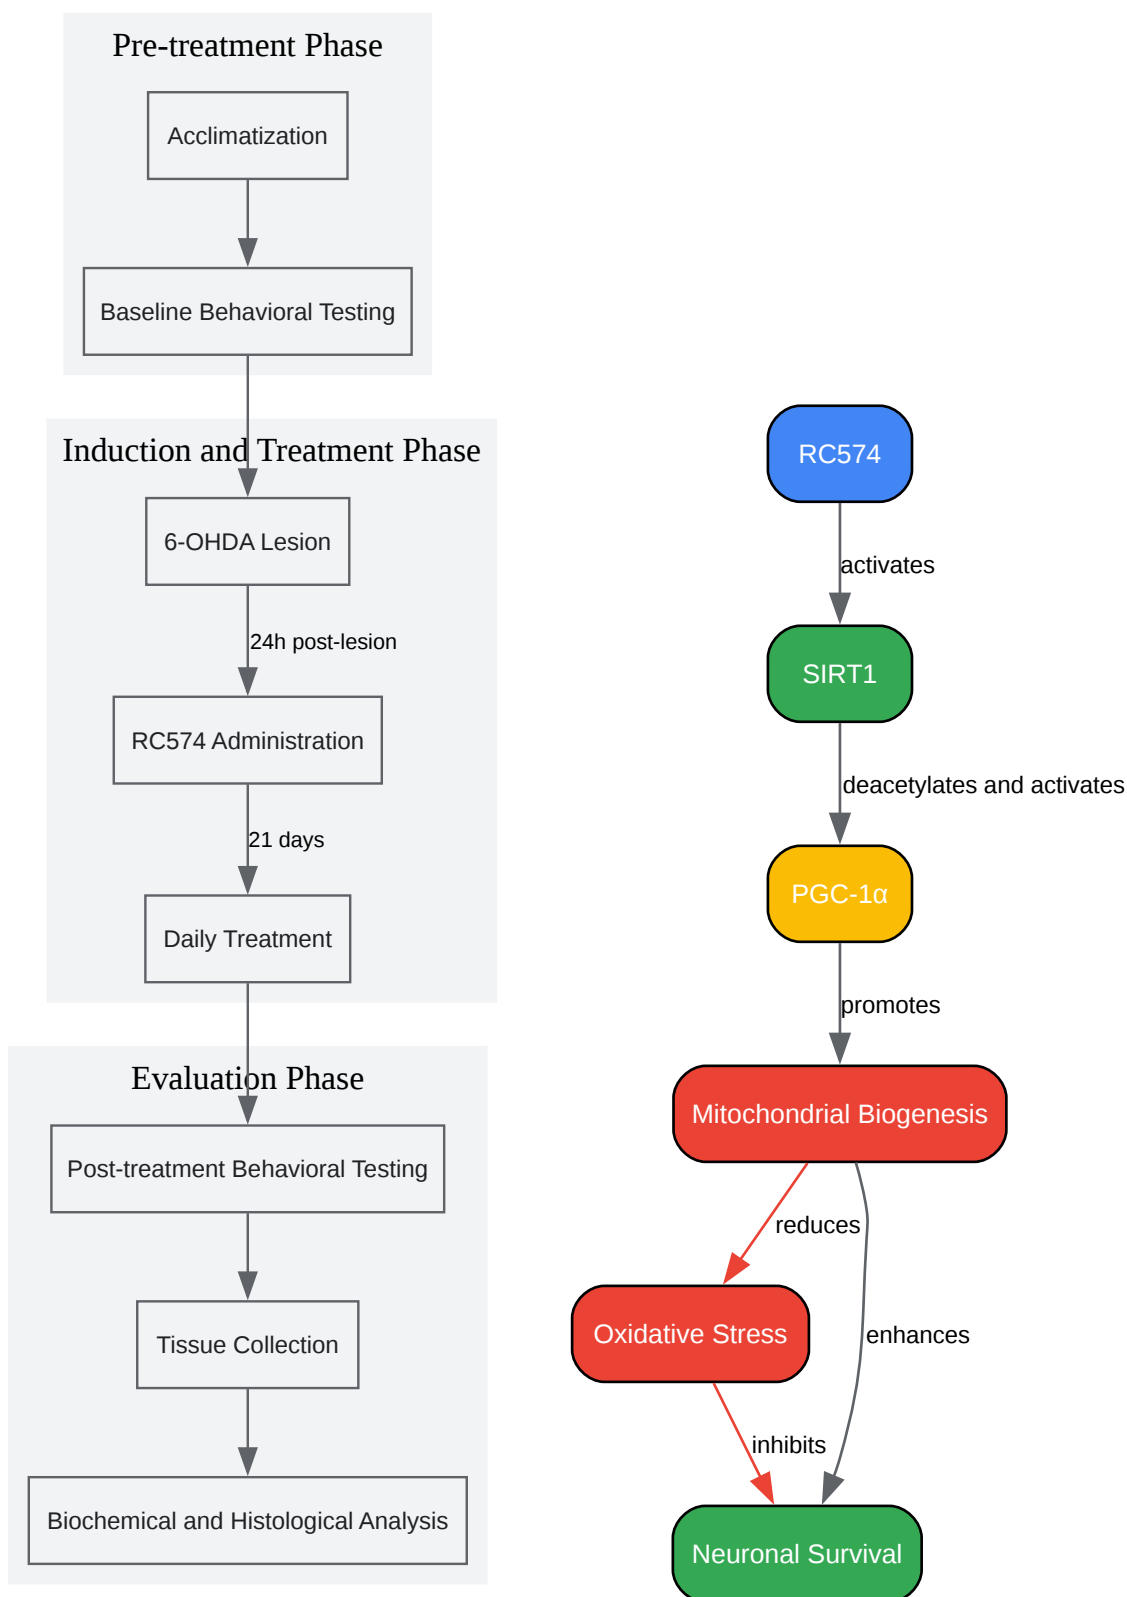 Pre-treatment Phase
Acclimatization
Baseline Behavioral Testing
Induction and Treatment Phase
6-OHDA Lesion
24h post-lesion
RC574 Administration
21 days
Daily Treatment
Evaluation Phase
Post-treatment Behavioral Testing
Tissue Collection
Biochemical and Histological Analysis
RC574
activates
SIRT1
deacetylates and activates
PGC-1α
promotes
Mitochondrial Biogenesis
reduces
Oxidative Stress
enhances
inhibits
Neuronal Survival